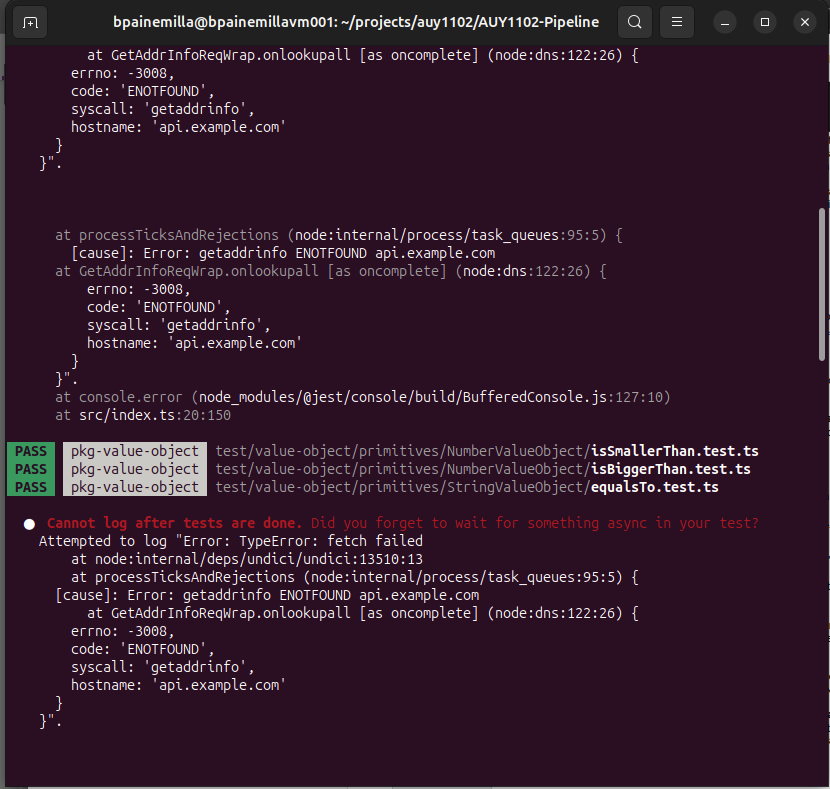 bpainemilla@bpainemillavm001: ~/projects/auy1102/AUY1102-Pipeline
at GetAddrInfoReqWrap.onlookupall [as oncomplete] (node:dns:122:26) {
errno: -3008,
code: 'ENOTFOUND',
syscall: 'getaddrinfo',
hostname: 'api.example.com'
}
}".
at processTicksAndRejections (node:internal/process/task_queues:95:5) {
[cause]: Error: getaddrinfo ENOTFOUND api.example.com
at GetAddrInfoReqWrap.onlookupall [as oncomplete] (node:dns:122:26) {
errno: -3008,
code: 'ENOTFOUND',
syscall: 'getaddrinfo',
hostname: 'api.example.com'
}
}".
at console.error (node_modules/@jest/console/build/BufferedConsole.js:127:10)
at src/index.ts:20:150
PASS pkg-value-object test/value-object/primitives/NumberValueObject/isSmallerThan.test.ts
PASS pkg-value-object test/value-object/primitives/NumberValueObject/isBiggerThan.test.ts
PASS pkg-value-object test/value-object/primitives/StringValueObject/equalsTo.test.ts
● Cannot log after tests are done. Did you forget to wait for something async in your test?
Attempted to log "Error: TypeError: fetch failed
at node:internal/deps/undici/undici:13510:13
at processTicksAndRejections (node:internal/process/task_queues:95:5) {
[cause]: Error: getaddrinfo ENOTFOUND api.example.com
at GetAddrInfoReqWrap.onlookupall [as oncomplete] (node:dns:122:26) {
errno: -3008,
code: 'ENOTFOUND',
syscall: 'getaddrinfo',
hostname: 'api.example.com'
}
}".